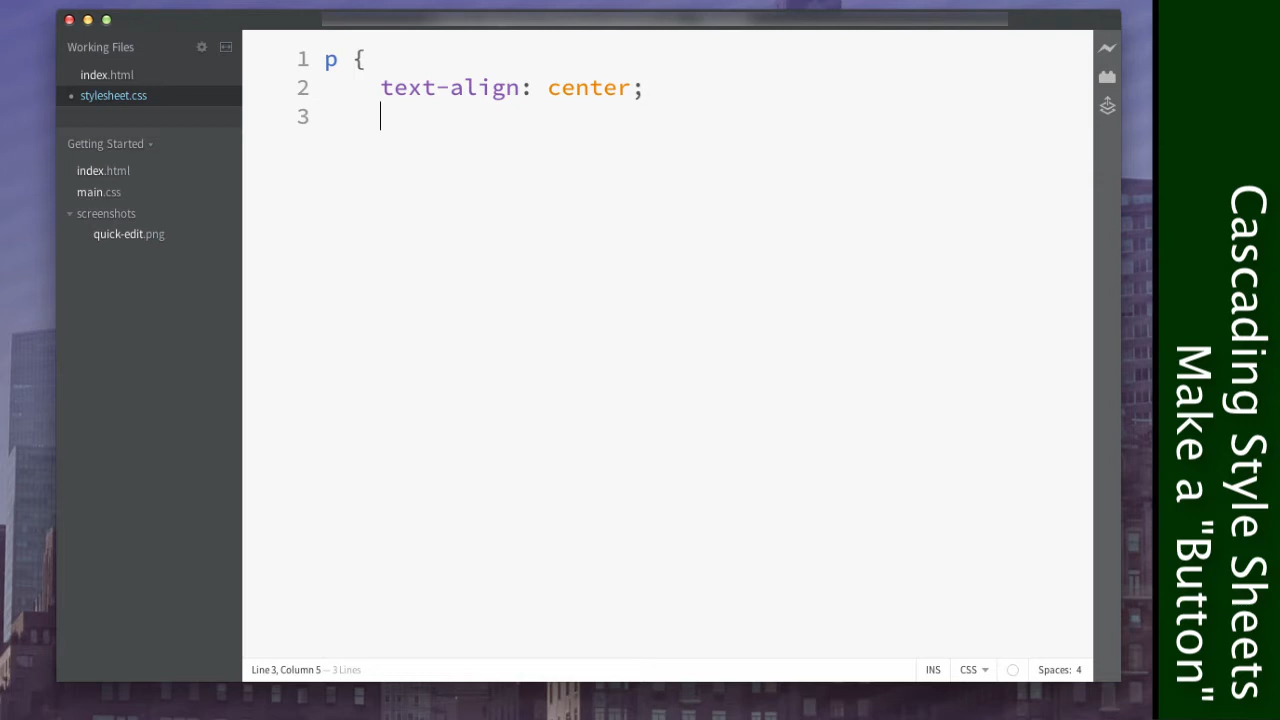 Working Files
index.html
stylesheet.css
Getting Started
index.html
main.css
screenshots
quick-edit.png
1 p {
2 text-align: center;
3
Line 3, Column 5 — 3 Lines
INS
CSS
Spaces: 4
Cascading Style Sheets
Make a "Button"